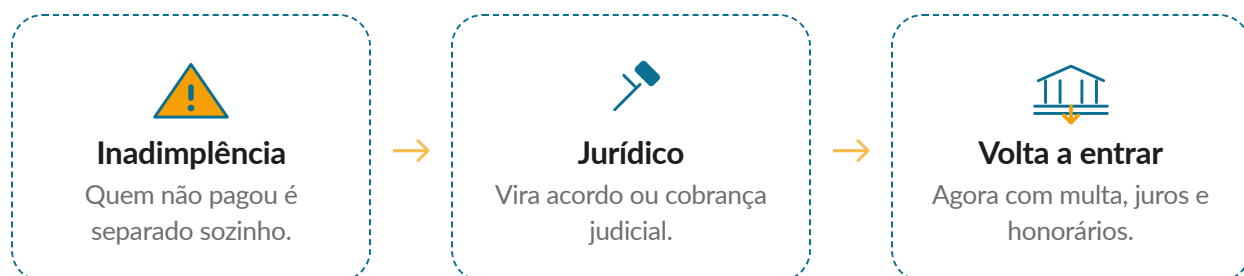 Inadimplência
Quem não pagou é
separado sozinho.
Jurídico
Vira acordo ou cobrança
judicial.
Volta a entrar
Agora com multa, juros e
honorários.